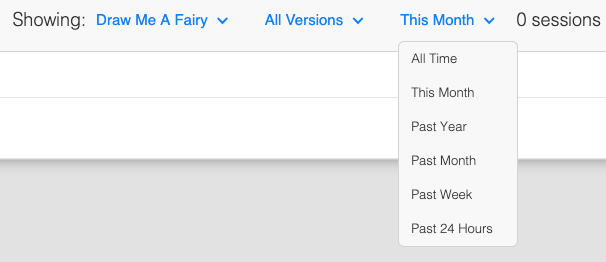 Showing: Draw Me A Fairy All Versions This Month 0 sessions
All Time
This Month
Past Year
Past Month
Past Week
Past 24 Hours